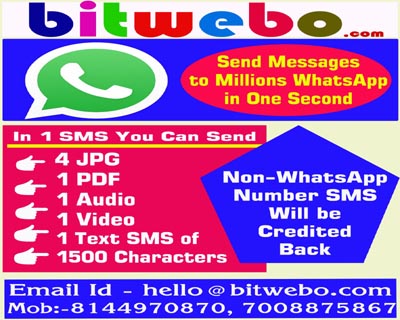 bitwebo.com
Send Messages
to Millions WhatsApp
in One Second
In 1 SMS You Can Send
4 JPG
1 PDF
1 Audio
1 Video
1 Text SMS of
1500 Characters
Non-WhatsApp
Number SMS
Will be
Credited
Back
Email Id - hello@bitwebo.com
Mob:-8144970870, 7008875867